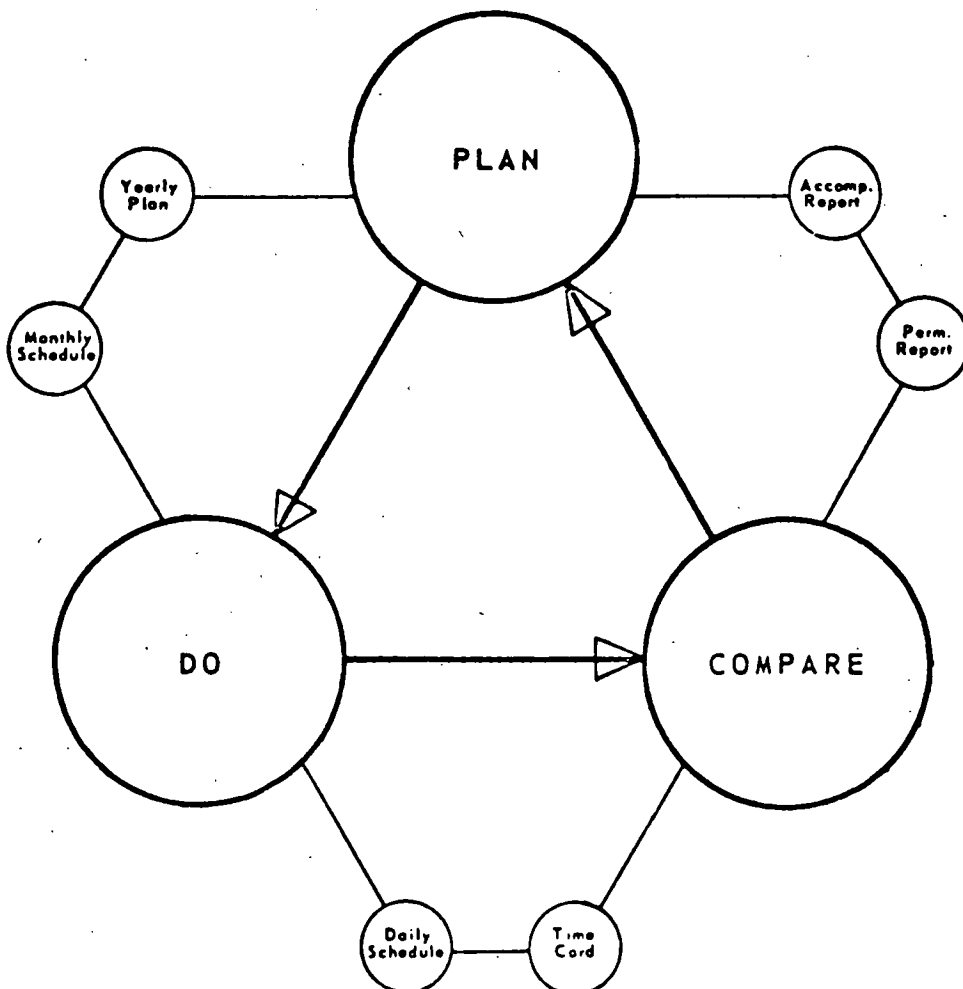 PLAN
Yearly
Plan
Accomp.
Report
Monthly
Schedule
Perm.
Report
DO
COMPARE
Daily
Schedule
Time
Card